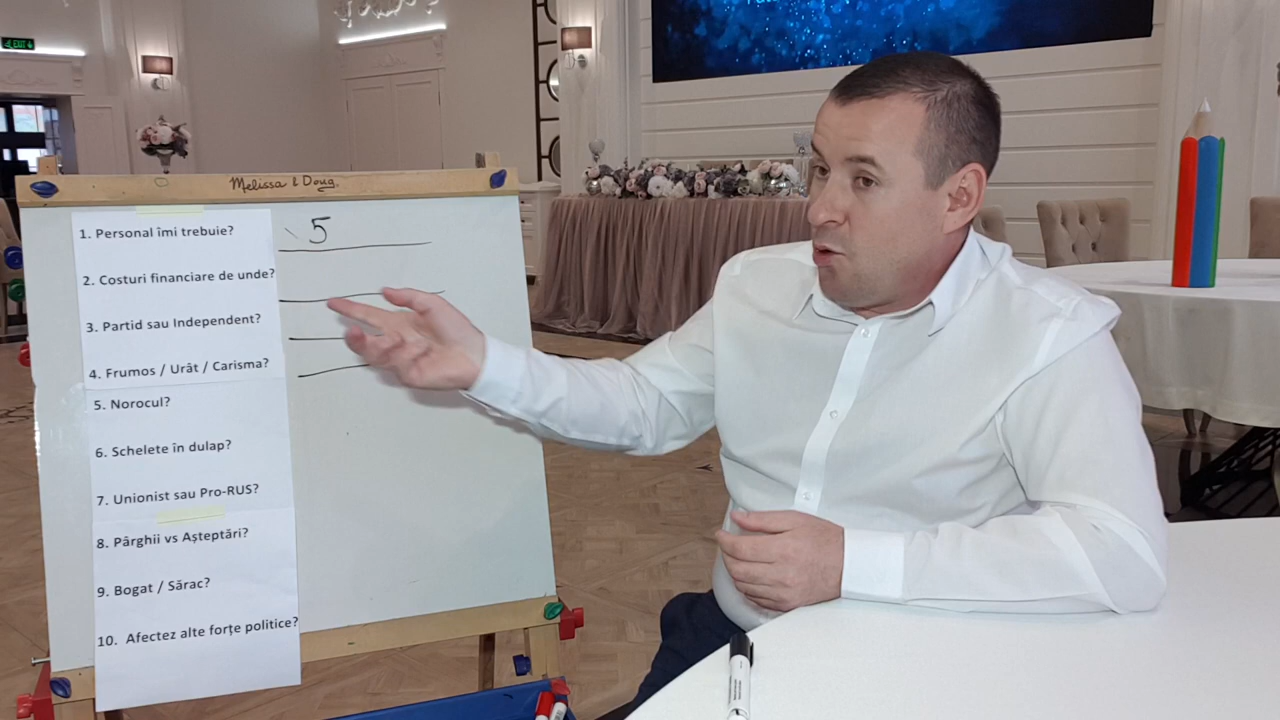 EXIT
Melissa & Doug
1. Personal îmi trebuie?
5
2. Costuri financiare de unde?
3. Partid sau Independent?
4. Frumos / Urât / Carisma?
5. Norocul?
6. Schelete în dulap?
7. Unionist sau Pro-RUS?
8. Pârghii vs Așteptări?
9. Bogat / Sărac?
10. Afectez alte forțe politice?